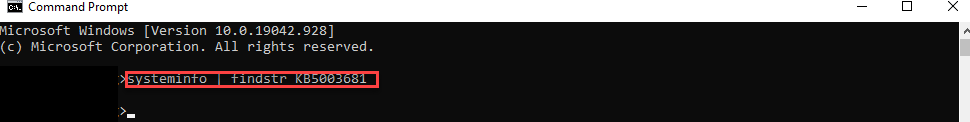 Command Prompt
Microsoft Windows [Version 10.0.19042.928]
(c) Microsoft Corporation. All rights reserved.
>systeminfo | findstr KB5003681
>